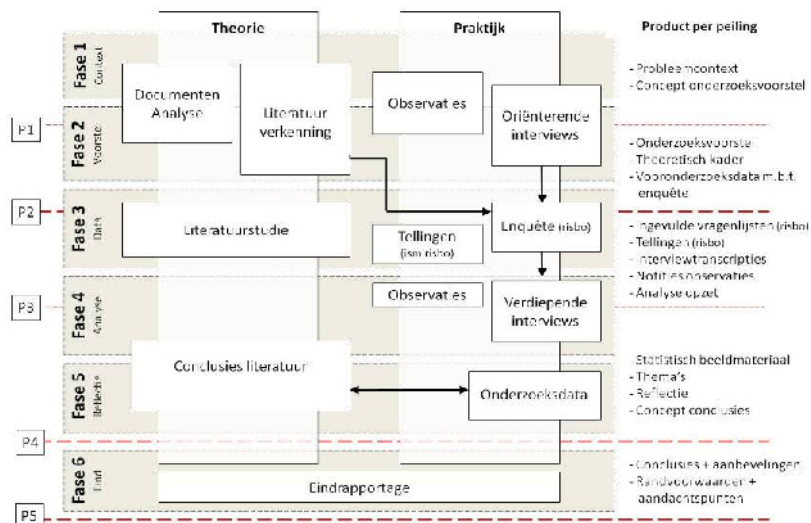 Theorie
Praktijk
Product per peiling
Fase 1
Context
Documenten
Analyse
Literatuur
verkenning
Observaties
Oriënterende
interviews
- Probleemcontext
- Concept onderzoeksvoorstel
P1
Fase 2
Voorstel
- Onderzoeksvoorstel
- Theoretisch kader
- Vooronderzoeksdata m.b.t.
enquête
P2
Fase 3
Data
Literatuurstudie
Tellingen
(ism risbo)
Enquête (risbo)
- Ingevulde vragenlijsten (risbo)
- Tellingen (risbo)
- Interviewtranscripties
- Notities observaties
- Analyse opzet
P3
Fase 4
Analyse
Observaties
Verdiepende
interviews
Fase 5
Reflectie
Conclusies literatuur
Onderzoeksdata
Statistisch beeldmateriaal
- Thema's
- Reflectie
- Concept conclusies
P4
Fase 6
Eind
Eindrapportage
- Conclusies + aanbevelingen
- Randvoorwaarden +
aandachtspunten
P5